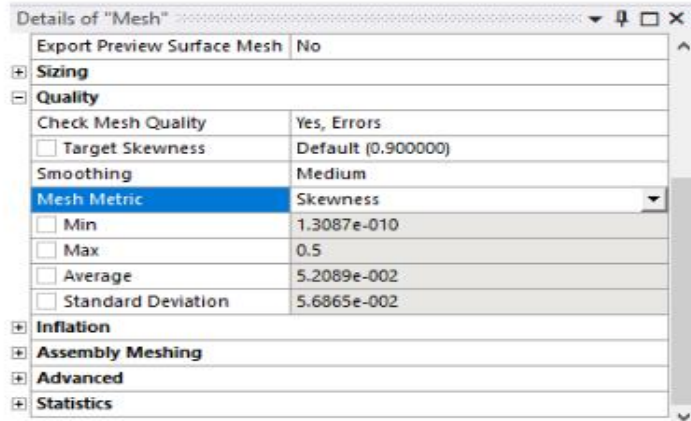 Details of "Mesh"
Export Preview Surface Mesh No
Sizing
Quality
Check Mesh Quality Yes, Errors
Target Skewness Default (0.900000)
Smoothing Medium
Mesh Metric Skewness
Min 1.3087e-010
Max 0.5
Average 5.2089e-002
Standard Deviation 5.6865e-002
Inflation
Assembly Meshing
Advanced
Statistics